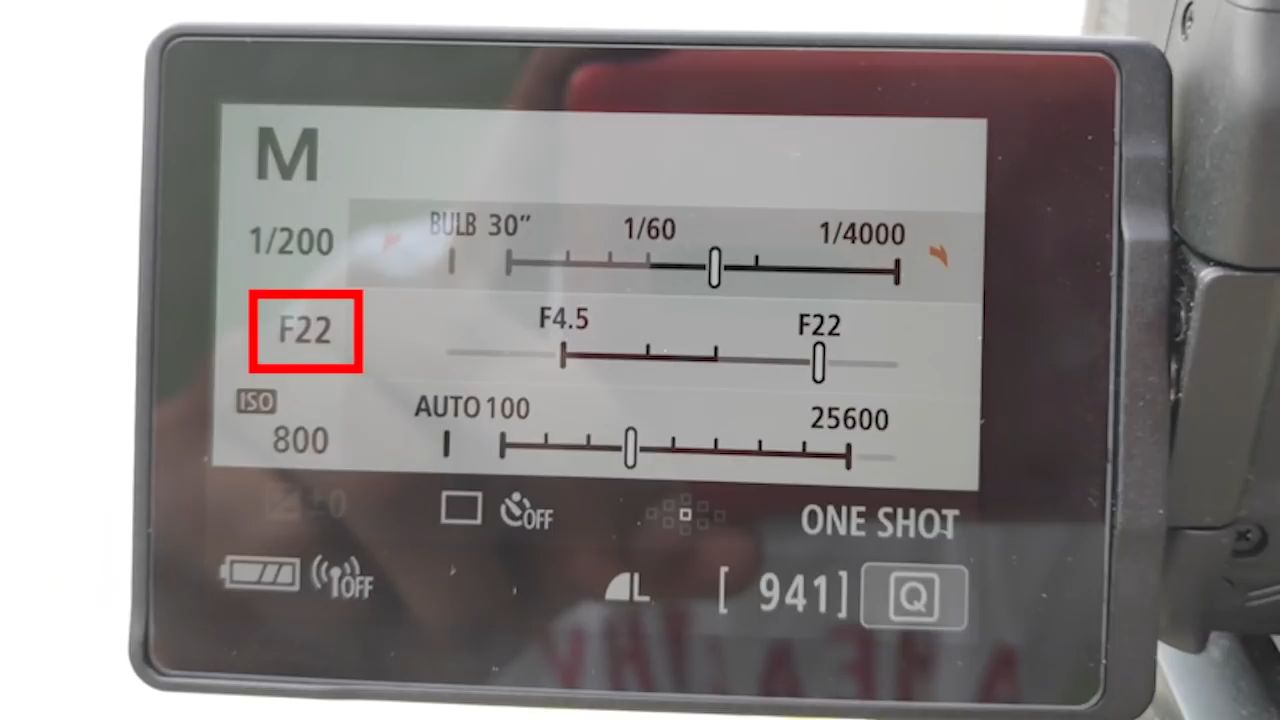 M
1/200
BULB 30” 1/60 1/4000
F22
F4.5 F22
ISO
800
AUTO 100 25600
±0
OFF
ONE SHOT
OFF
L
[ 941]
Q